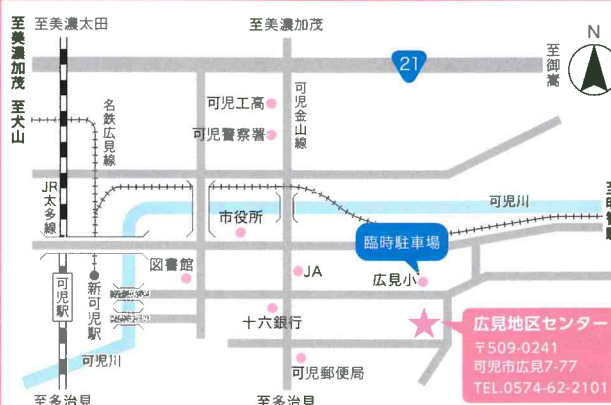 至美濃加茂 至犬山
至美濃太田
至美濃加茂
21
至御嵩
N
可児工高
可児警察署
可児金山線
名鉄広見線
JR太多線
可児川
市役所
臨時駐車場
図書館
JA
広見小
可児駅
新可児駅
十六銀行
可児川
可児郵便局
至多治見
至多治見
広見地区センター
〒509-0241
可児市広見7-77
TEL.0574-62-2101